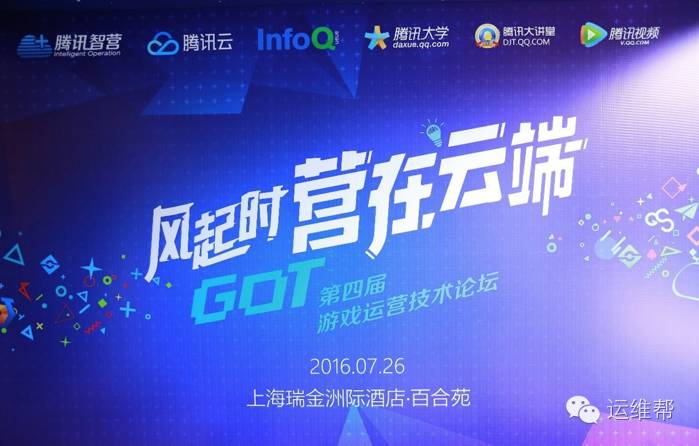 腾讯智营
Intelligent Operation
腾讯云
InfoQ
腾讯大学
daxue.qq.com
腾讯大讲堂
DJT.QQ.COM
腾讯视频
V.QQ.COM
风起时 营在云端
GOT 第四届
游戏运营技术论坛
2016.07.26
上海瑞金洲际酒店·百合苑
运维帮